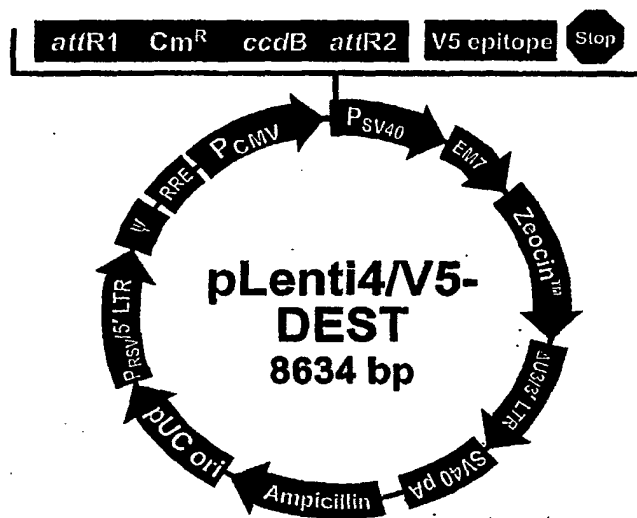 attR1 CmR ccdB attR2 V5 epitope Stop
PCMV
PSV40
EM7
Zeocin™
ΔU3/3' LTR
SV40 pA
Ampicillin
pUC ori
PRSV/5' LTR
Ψ
RRE
pLenti4/V5-
DEST
8634 bp